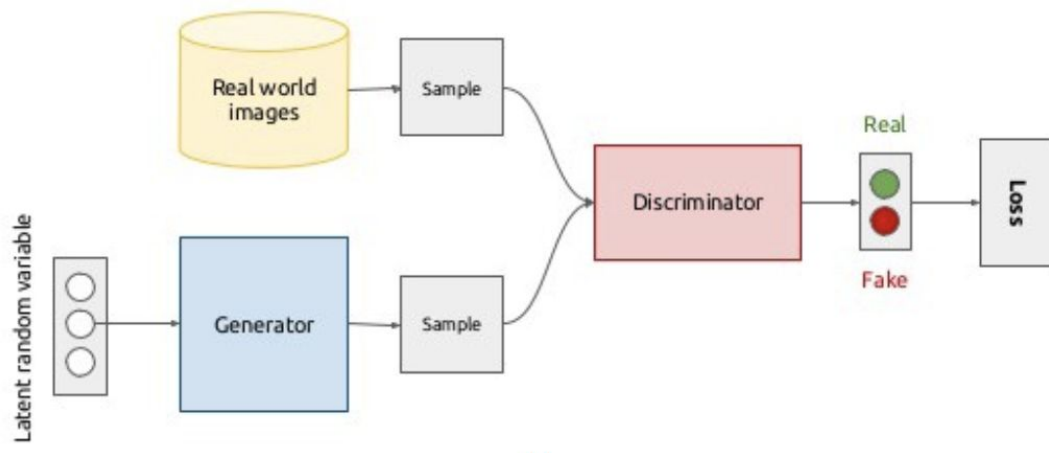 Real world
images
Sample
Real
Discriminator
Loss
Fake
Latent random variable
Generator
Sample